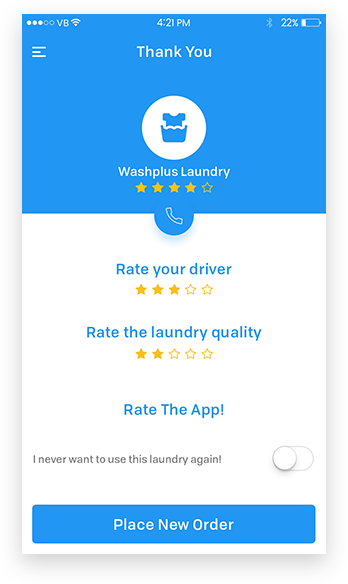 VB 4:21 PM 22%
Thank You
Washplus Laundry
Rate your driver
Rate the laundry quality
Rate The App!
I never want to use this laundry again!
Place New Order